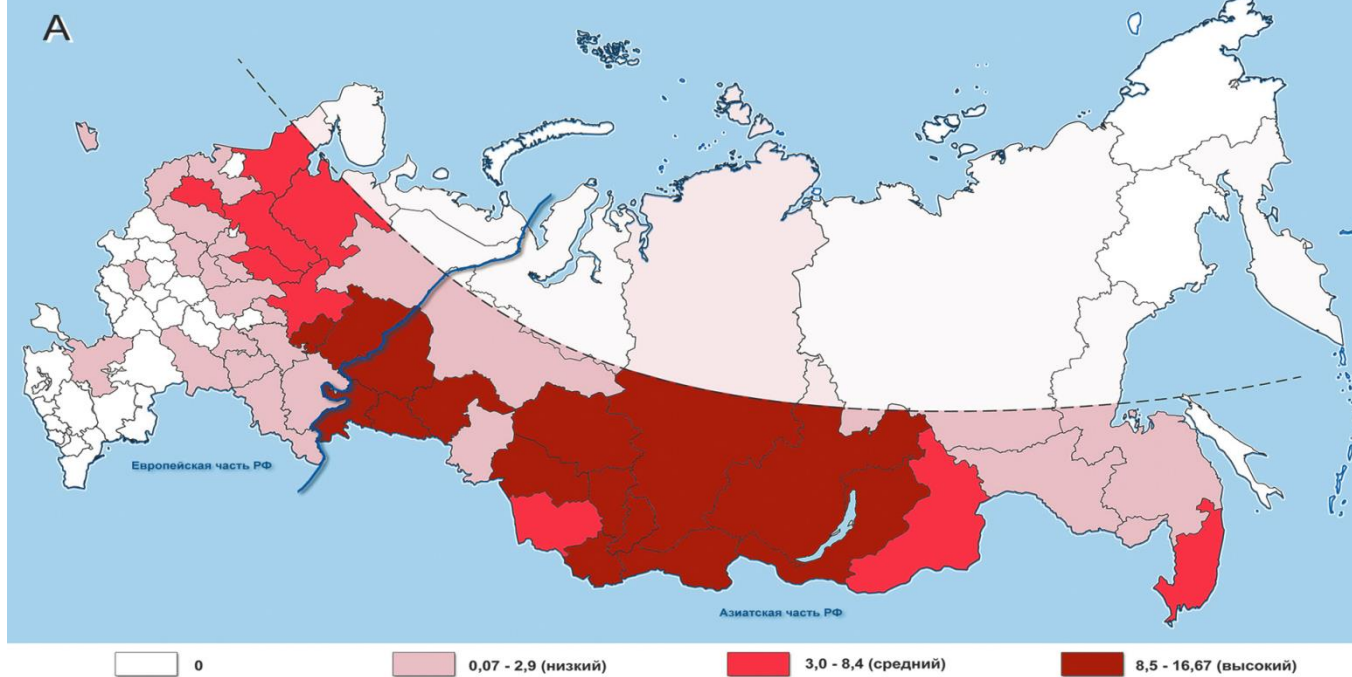 А
Европейская часть РФ
Азиатская часть РФ
0
0,07 - 2,9 (низкий)
3,0 - 8,4 (средний)
8,5 - 16,67 (высокий)